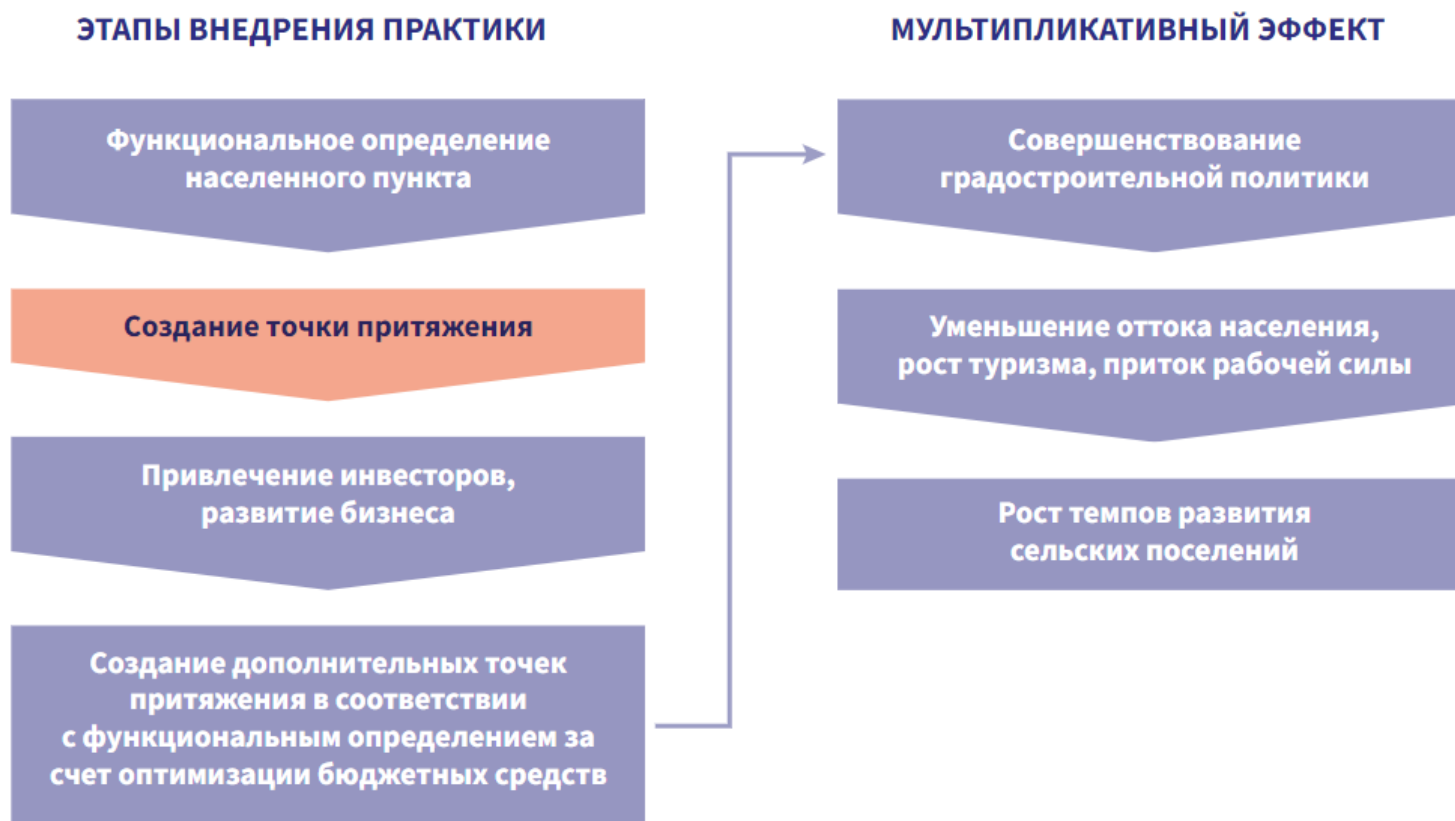 ЭТАПЫ ВНЕДРЕНИЯ ПРАКТИКИ
Функциональное определение
населенного пункта
Создание точки притяжения
Привлечение инвесторов,
развитие бизнеса
Создание дополнительных точек
притяжения в соответствии
с функциональным определением за
счет оптимизации бюджетных средств
МУЛЬТИПЛИКАТИВНЫЙ ЭФФЕКТ
Совершенствование
градостроительной политики
Уменьшение оттока населения,
рост туризма, приток рабочей силы
Рост темпов развития
сельских поселений